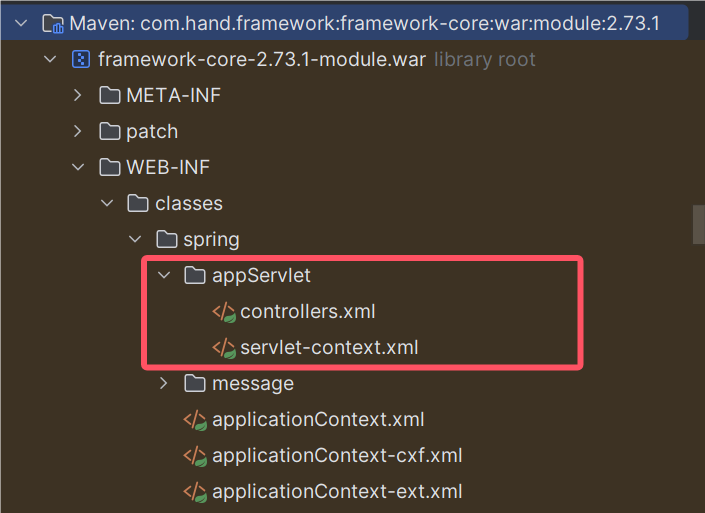 Maven: com.hand.framework:framework-core:war:module:2.73.1
framework-core-2.73.1-module.war library root
META-INF
patch
WEB-INF
classes
spring
appServlet
controllers.xml
servlet-context.xml
message
applicationContext.xml
applicationContext-cxf.xml
applicationContext-ext.xml